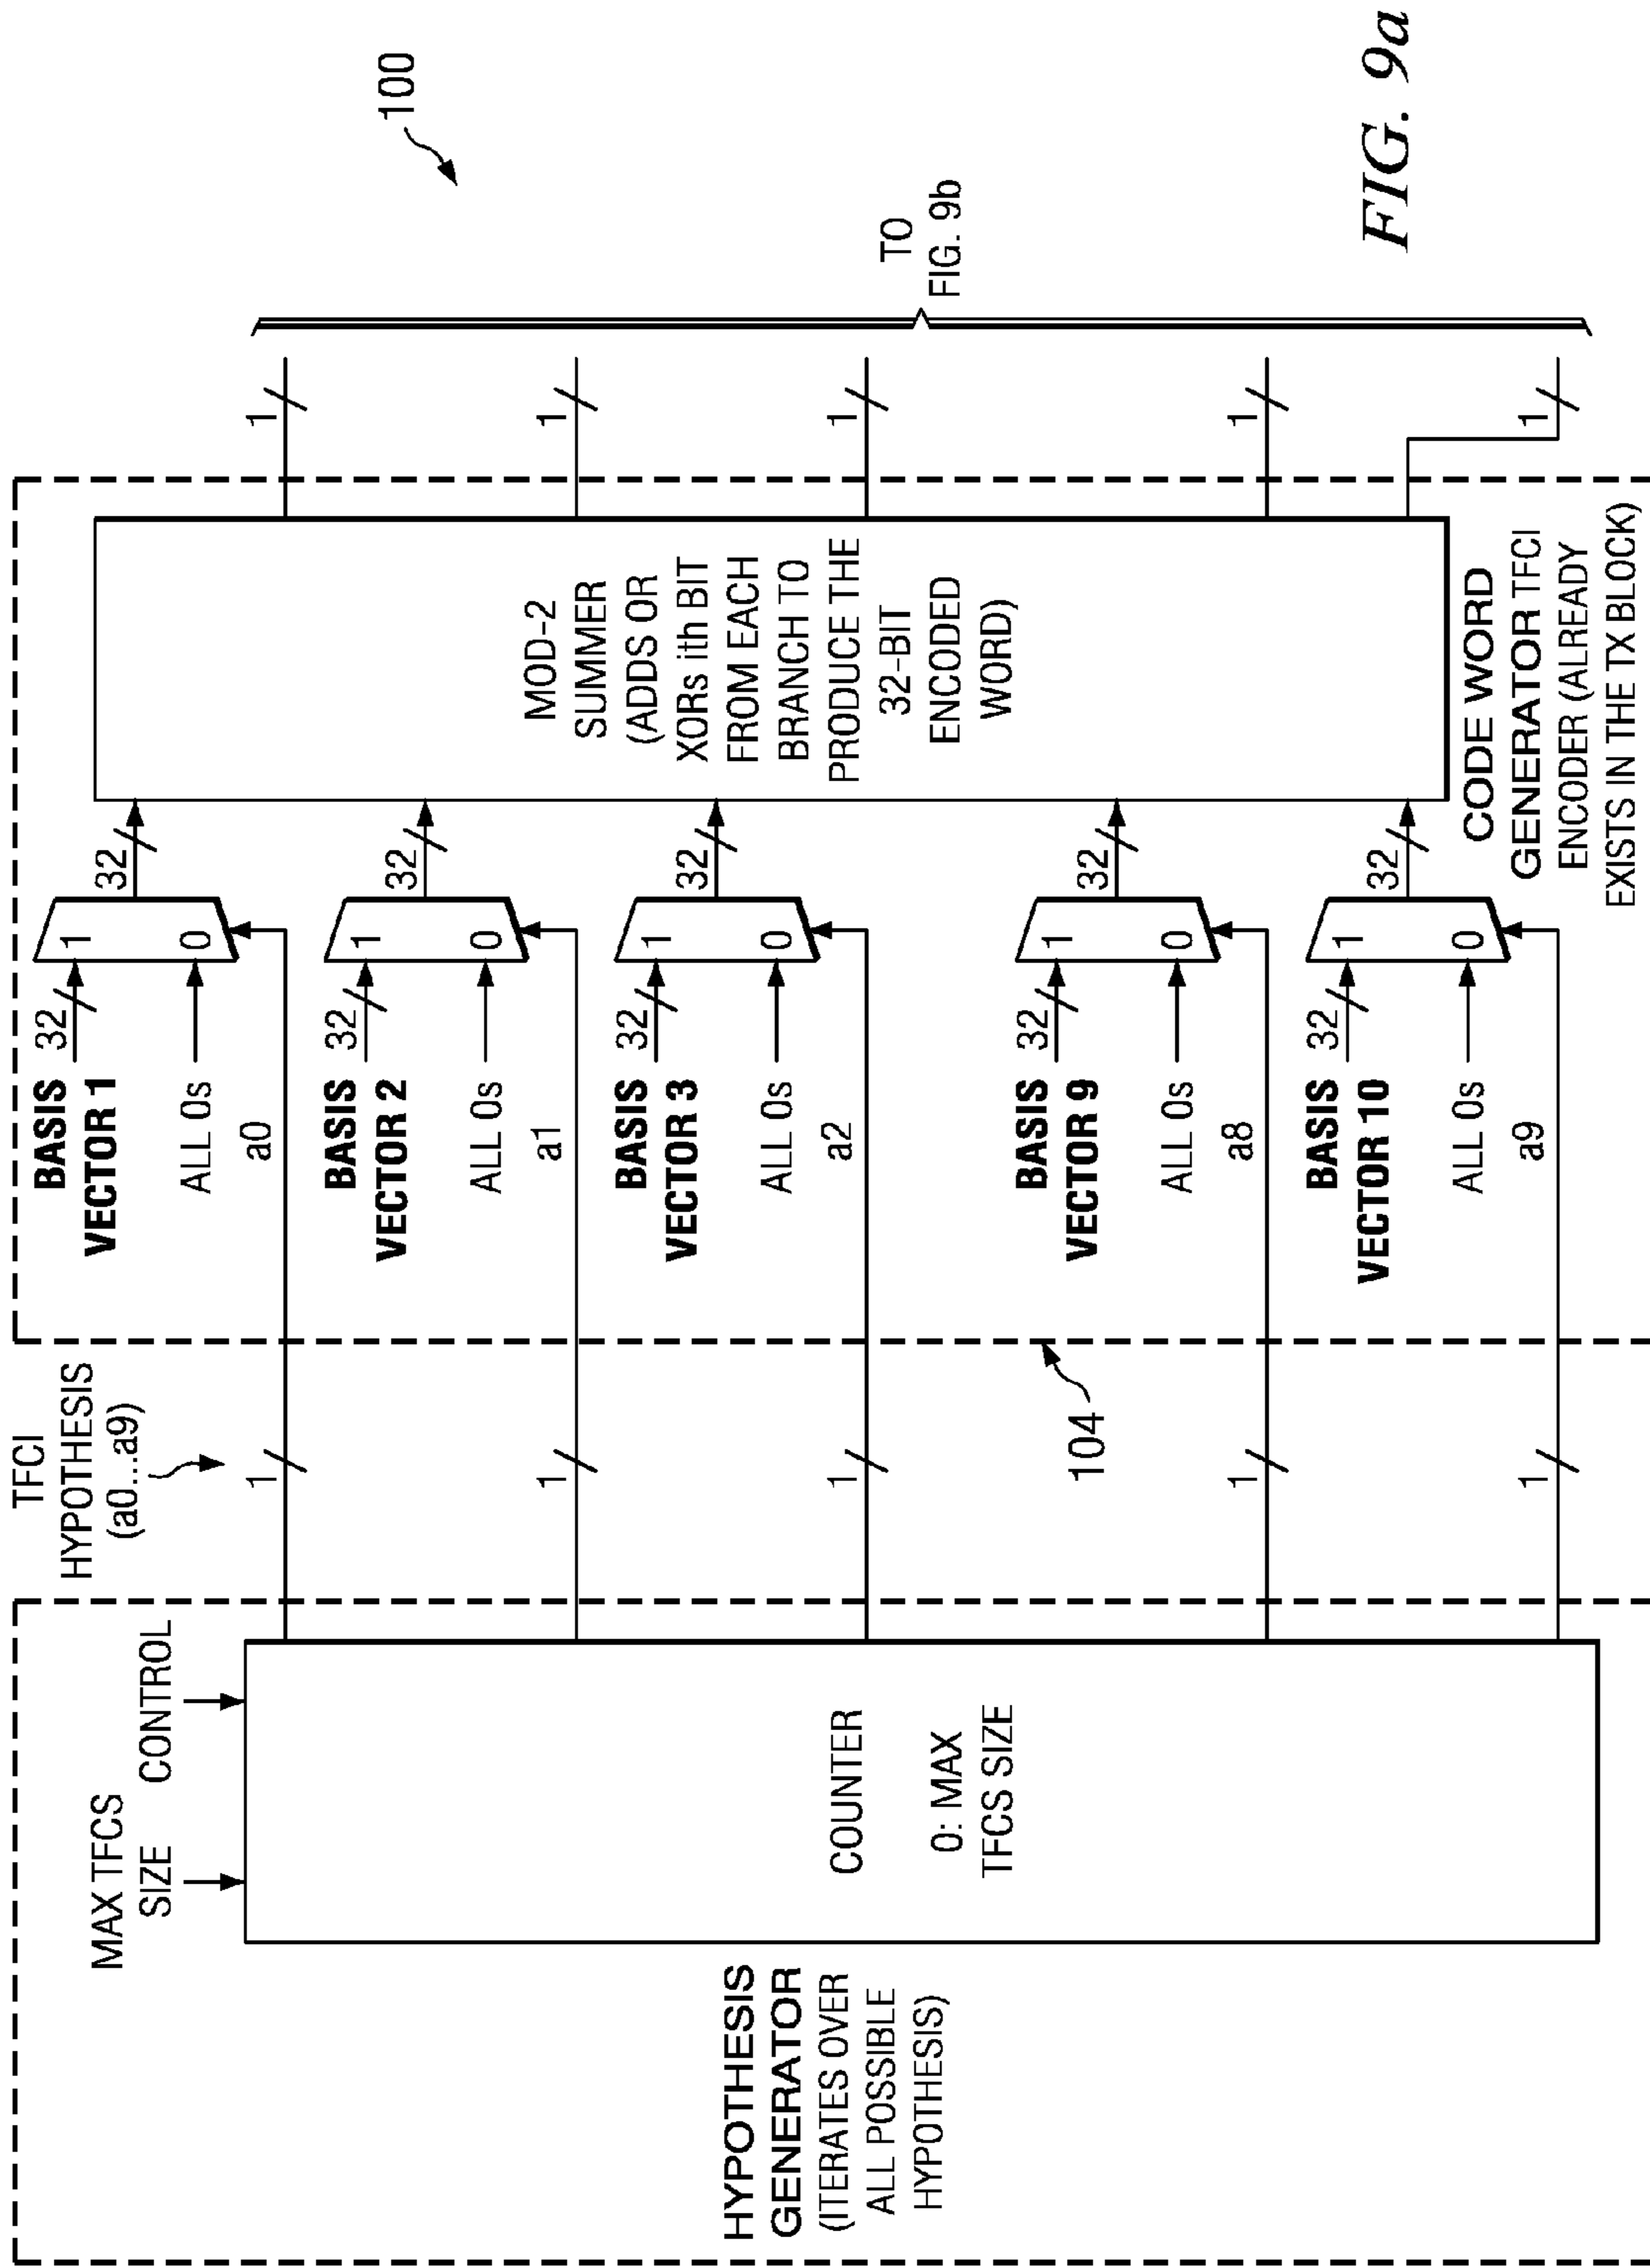 MAX TFCS
SIZE
CONTROL
HYPOTHESIS
GENERATOR
(ITERATES OVER
ALL POSSIBLE
HYPOTHESIS)
COUNTER
0: MAX
TFCS SIZE
TFCI
HYPOTHESIS
(a0...a9)
1
1
1
1
1
104
BASIS
VECTOR 1
32
ALL 0s
a0
1
0
32
BASIS
VECTOR 2
32
ALL 0s
a1
1
0
32
BASIS
VECTOR 3
32
ALL 0s
a2
1
0
32
BASIS
VECTOR 9
32
ALL 0s
a8
1
0
32
BASIS
VECTOR 10
32
ALL 0s
a9
1
0
32
MOD-2
SUMMER
(ADDS OR
XORs ith BIT
FROM EACH
BRANCH TO
PRODUCE THE
32-BIT
ENCODED
WORD)
CODE WORD
GENERATOR TFCI
ENCODER (ALREADY
EXISTS IN THE TX BLOCK)
1
1
1
1
1
100
TO
FIG. 9b
FIG. 9a